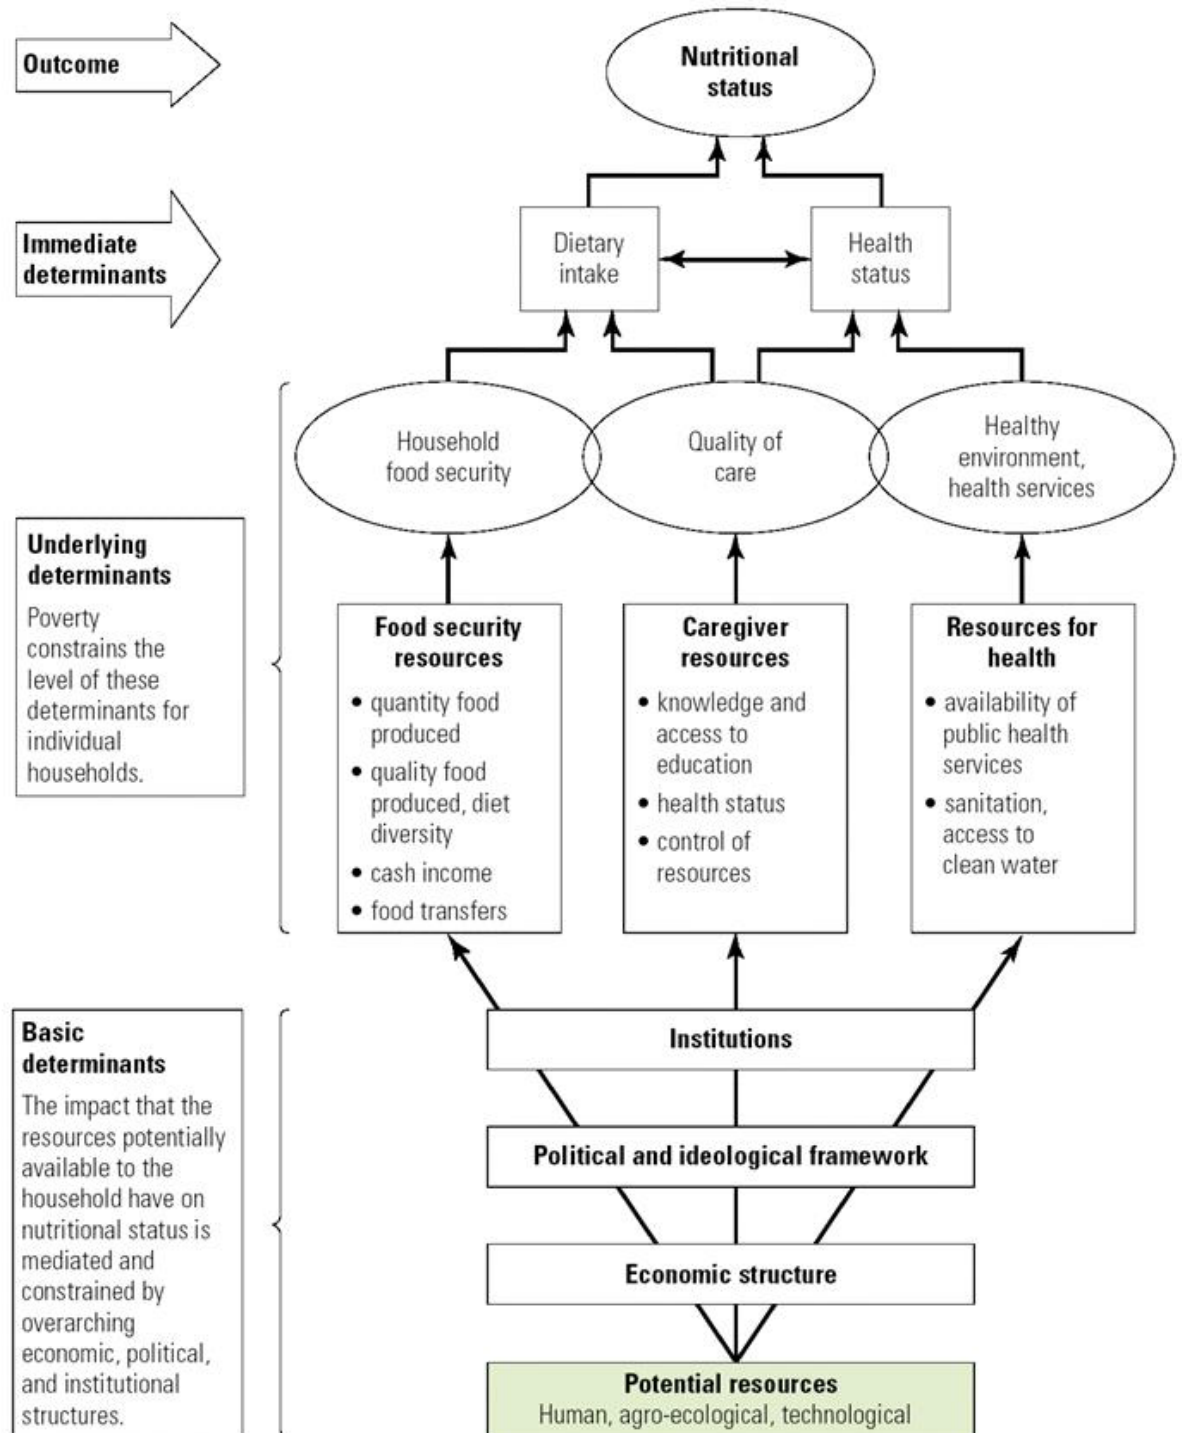 Outcome
Nutritional
status
Immediate
determinants
Dietary
intake
Health
status
Household
food security
Quality of
care
Healthy
environment,
health services
Underlying
determinants
Poverty
constrains the
level of these
determinants for
individual
households.
Food security
resources
• quantity food
produced
• quality food
produced, diet
diversity
• cash income
• food transfers
Caregiver
resources
• knowledge and
access to
education
• health status
• control of
resources
Resources for
health
• availability of
public health
services
• sanitation,
access to
clean water
Basic
determinants
The impact that the
resources potentially
available to the
household have on
nutritional status is
mediated and
constrained by
overarching
economic, political,
and institutional
structures.
Institutions
Political and ideological framework
Economic structure
Potential resources
Human, agro-ecological, technological